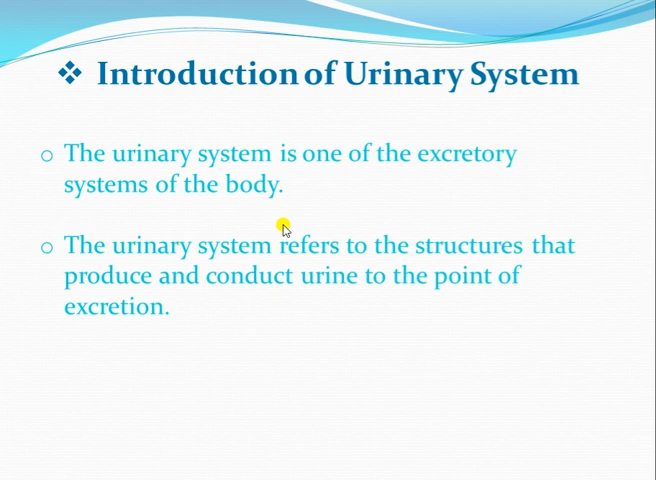 ❖ Introduction of Urinary System
o The urinary system is one of the excretory
systems of the body.
o The urinary system refers to the structures that
produce and conduct urine to the point of
excretion.